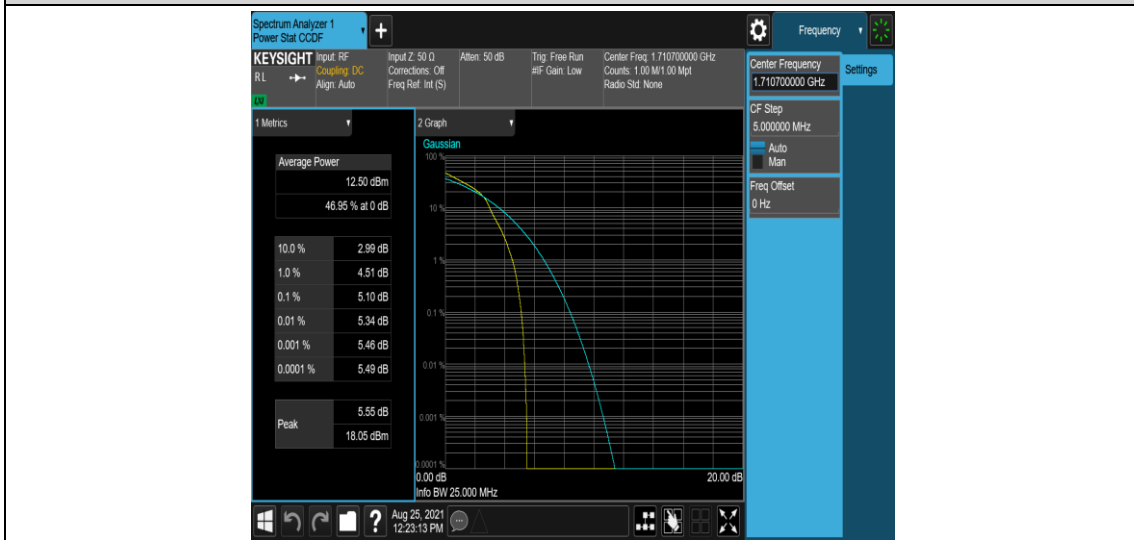 Spectrum Analyzer 1
Power Stat CCDF
+
Frequency
KEYSIGHT
RL
LXI
Input: RF
Coupling: DC
Align: Auto
Input Z: 50 Ω
Corrections: Off
Freq Ref: Int (S)
Atten: 50 dB
Trig: Free Run
#IF Gain: Low
Center Freq: 1.710700000 GHz
Counts: 1.00 M/1.00 Mpt
Radio Std: None
Center Frequency
1.710700000 GHz
Settings
CF Step
5.000000 MHz
Auto
Man
Freq Offset
0 Hz
1 Metrics
Average Power
12.50 dBm
46.95 % at 0 dB
10.0 % 2.99 dB
1.0 % 4.51 dB
0.1 % 5.10 dB
0.01 % 5.34 dB
0.001 % 5.46 dB
0.0001 % 5.49 dB
Peak
5.55 dB
18.05 dBm
2 Graph
Gaussian
100 %
10 %
1 %
0.1 %
0.01 %
0.001 %
0.0001 %
0.00 dB 20.00 dB
Info BW 25.000 MHz
?
Aug 25, 2021
12:23:13 PM